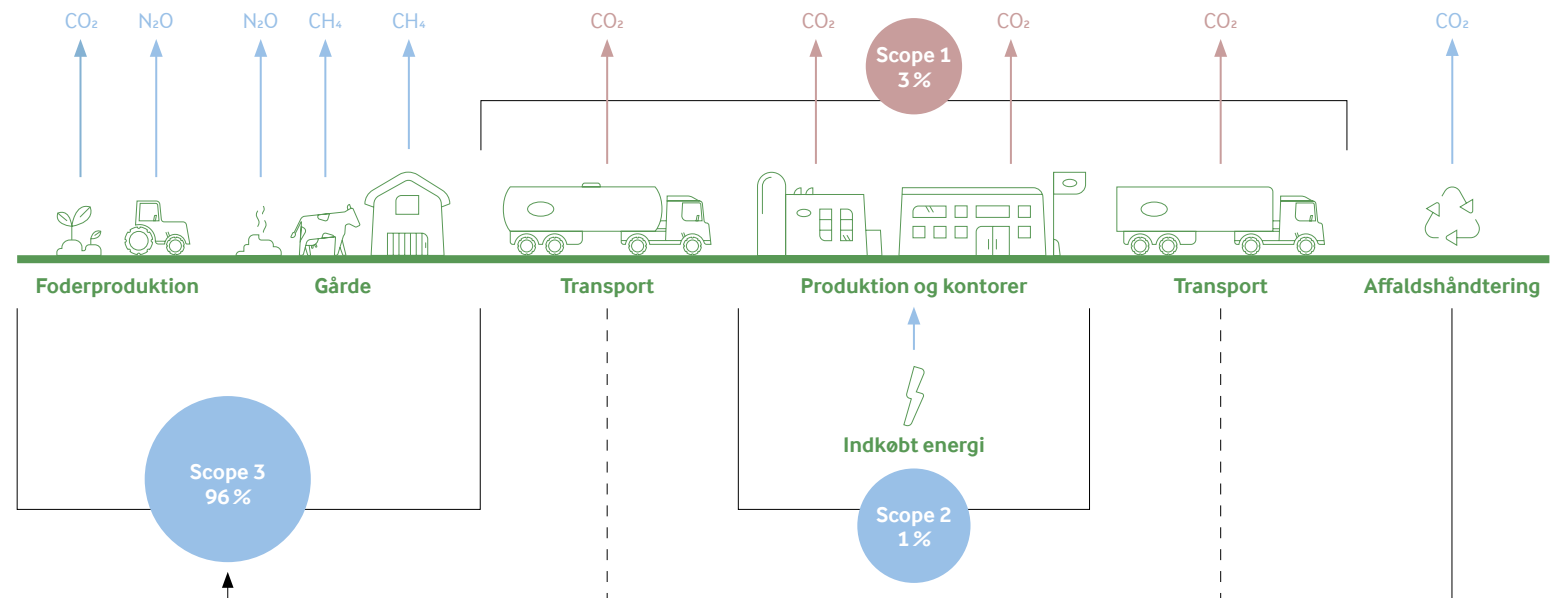 CO₂ N₂O N₂O CH₄ CH₄ CO₂ CO₂ CO₂ CO₂ CO₂
Scope 1
3 %
Foderproduktion Gårde Transport Produktion og kontorer Transport Affaldshåndtering
Indkøbt energi
Scope 3
96 %
Scope 2
1 %